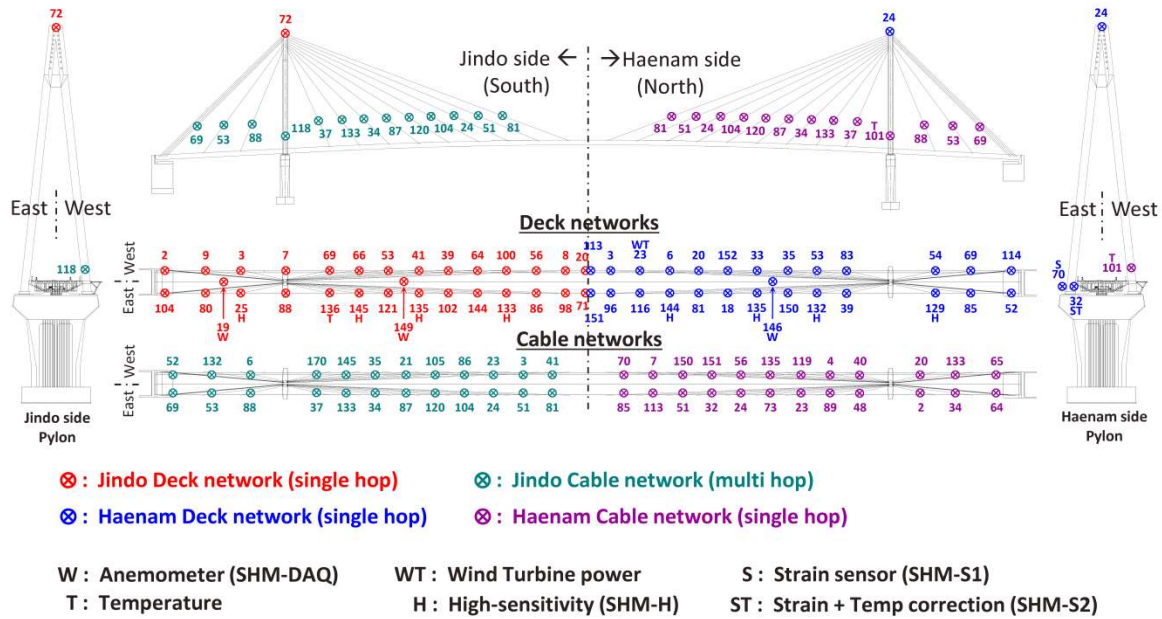 72
72
24
24
Jindo side ←
(South)
→Haenam side
(North)
69 53 88 118 37 133 34 87 120 104 24 51 81
81 51 24 104 120 87 34 133 37 T 101 88 53 69
East West
118
East West
T
101
S
70
32
ST
Deck networks
East West
2 9 3 7 69 66 53 41 39 64 100 56 8 20
113 3 WT 23 6 20 152 33 35 53 83 54 69 114
104 80 25 88 136 145 121 135 102 144 133 86 98 71
H T H H H
151 96 116 144 81 18 135 150 132 39 129 85 52
H H H H
19
W
149
W
146
W
Cable networks
East West
52 132 6 170 145 35 21 105 86 23 3 41
70 7 150 151 56 135 119 4 40 20 133 65
69 53 88 37 133 34 87 120 104 24 51 81
85 113 51 32 24 73 23 89 48 2 34 64
Jindo side
Pylon
Haenam side
Pylon
⊗ : Jindo Deck network (single hop)
⊗ : Jindo Cable network (multi hop)
⊗ : Haenam Deck network (single hop)
⊗ : Haenam Cable network (single hop)
W : Anemometer (SHM-DAQ)
WT : Wind Turbine power
S : Strain sensor (SHM-S1)
T : Temperature
H : High-sensitivity (SHM-H)
ST : Strain + Temp correction (SHM-S2)